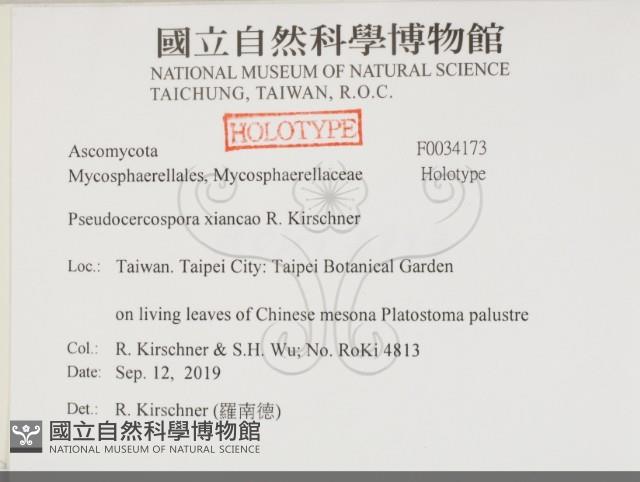 國立自然科學博物館
NATIONAL MUSEUM OF NATURAL SCIENCE
TAICHUNG, TAIWAN, R.O.C.
HOLOTYPE
Ascomycota F0034173
Mycosphaerellales, Mycosphaerellaceae Holotype
Pseudocercospora xiancao R. Kirschner
Loc.: Taiwan. Taipei City: Taipei Botanical Garden
on living leaves of Chinese mesona Platostoma palustre
Col.: R. Kirschner & S.H. Wu; No. RoKi 4813
Date: Sep. 12, 2019
Det.: R. Kirschner (羅南德)
國立自然科學博物館
NATIONAL MUSEUM OF NATURAL SCIENCE